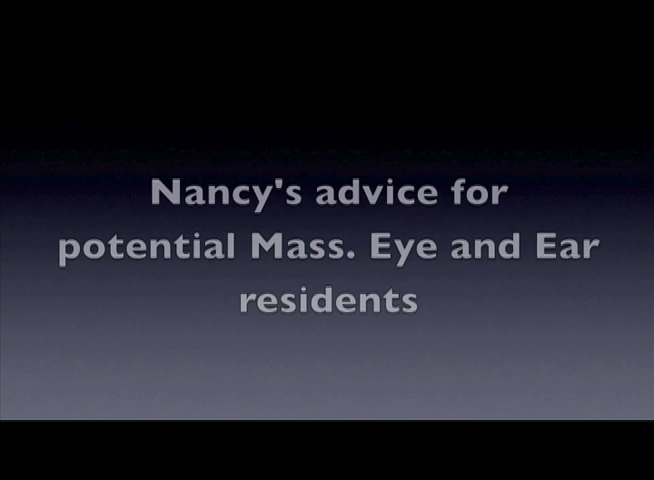 Nancy's advice for
potential Mass. Eye and Ear
residents